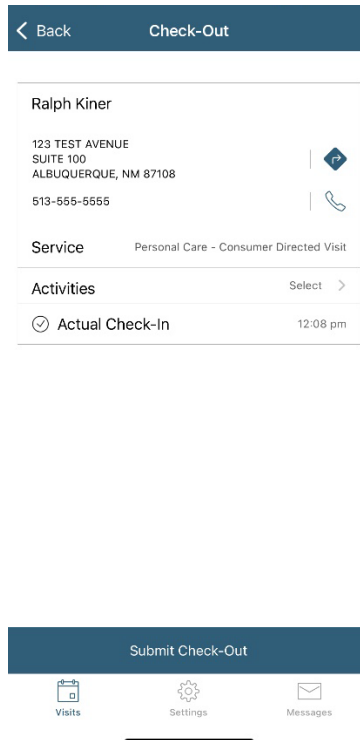 Back
Check-Out
Ralph Kiner
123 TEST AVENUE
SUITE 100
ALBUQUERQUE, NM 87108
513-555-5555
Service Personal Care - Consumer Directed Visit
Activities Select
Actual Check-In 12:08 pm
Submit Check-Out
Visits Settings Messages